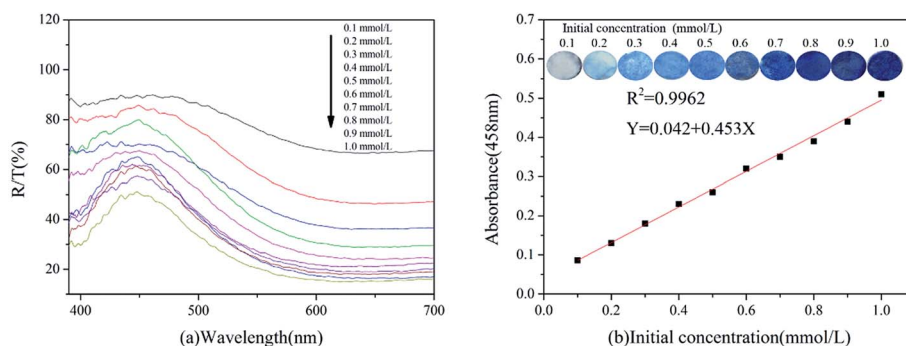 120
100
80
60
40
20
R/T(%)
0.1 mmol/L
0.2 mmol/L
0.3 mmol/L
0.4 mmol/L
0.5 mmol/L
0.6 mmol/L
0.7 mmol/L
0.8 mmol/L
0.9 mmol/L
1.0 mmol/L
400 500 600 700
(a)Wavelength(nm)
0.8
0.7
0.6
0.5
0.4
0.3
0.2
0.1
0.0
Absorbance(458nm)
Initial concentration (mmol/L)
0.1 0.2 0.3 0.4 0.5 0.6 0.7 0.8 0.9 1.0
R²=0.9962
Y=0.042+0.453X
0.0 0.2 0.4 0.6 0.8 1.0
(b)Initial concentration(mmol/L)